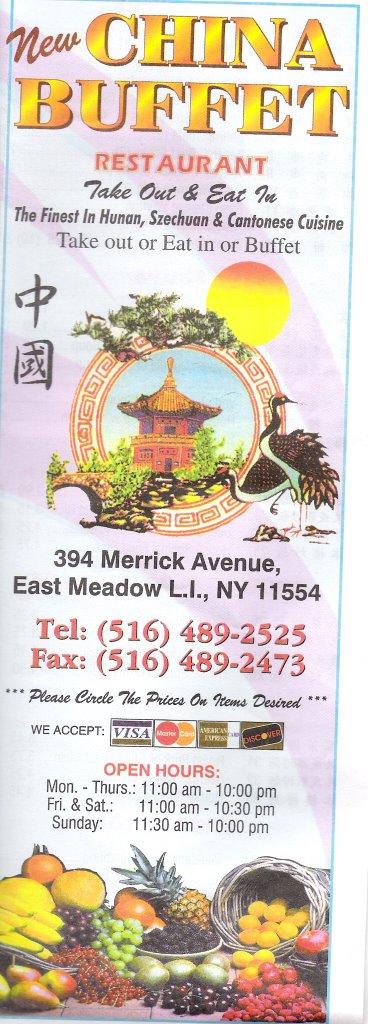 New CHINA
BUFFET
RESTAURANT
Take Out & Eat In
The Finest In Hunan, Szechuan & Cantonese Cuisine
Take out or Eat in or Buffet
中國
394 Merrick Avenue,
East Meadow L.I., NY 11554
Tel: (516) 489-2525
Fax: (516) 489-2473
*** Please Circle The Prices On Items Desired ***
WE ACCEPT: VISA MasterCard AMERICAN EXPRESS DISCOVER
OPEN HOURS:
Mon. - Thurs.: 11:00 am - 10:00 pm
Fri. & Sat.: 11:00 am - 10:30 pm
Sunday: 11:30 am - 10:00 pm